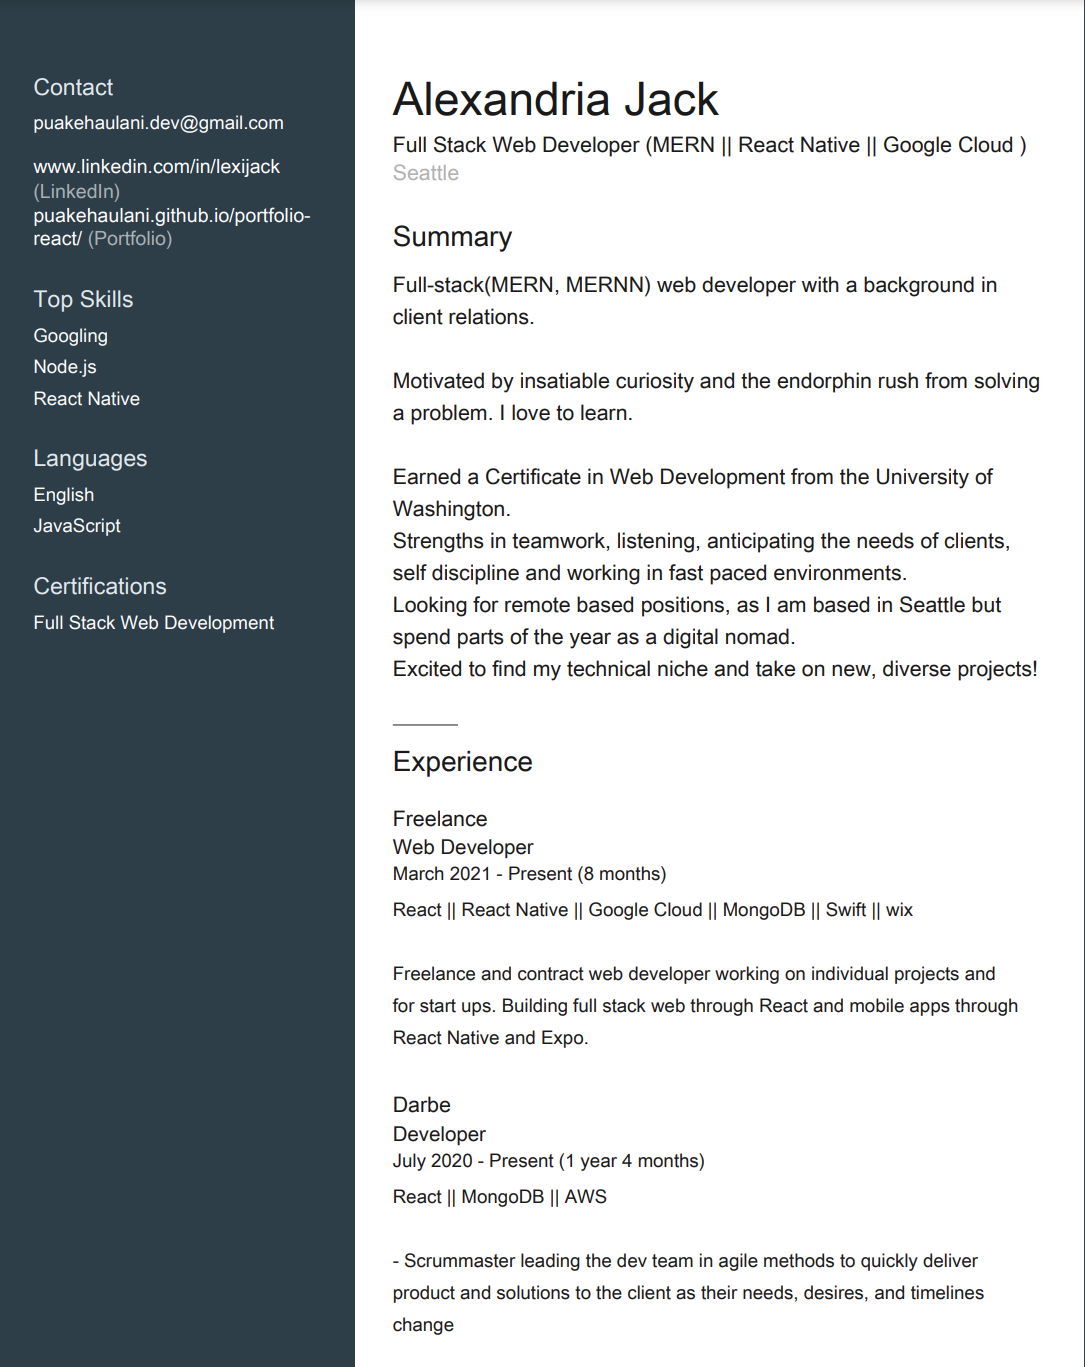 Contact
puakehaulani.dev@gmail.com
www.linkedin.com/in/lexijack
(LinkedIn)
puakehaulani.github.io/portfolio-
react/ (Portfolio)
Top Skills
Googling
Node.js
React Native
Languages
English
JavaScript
Certifications
Full Stack Web Development
Alexandria Jack
Full Stack Web Developer (MERN || React Native || Google Cloud )
Seattle
Summary
Full-stack(MERN, MERNN) web developer with a background in
client relations.
Motivated by insatiable curiosity and the endorphin rush from solving
a problem. I love to learn.
Earned a Certificate in Web Development from the University of
Washington.
Strengths in teamwork, listening, anticipating the needs of clients,
self discipline and working in fast paced environments.
Looking for remote based positions, as I am based in Seattle but
spend parts of the year as a digital nomad.
Excited to find my technical niche and take on new, diverse projects!
Experience
Freelance
Web Developer
March 2021 - Present (8 months)
React || React Native || Google Cloud || MongoDB || Swift || wix
Freelance and contract web developer working on individual projects and
for start ups. Building full stack web through React and mobile apps through
React Native and Expo.
Darbe
Developer
July 2020 - Present (1 year 4 months)
React || MongoDB || AWS
- Scrummaster leading the dev team in agile methods to quickly deliver
product and solutions to the client as their needs, desires, and timelines
change